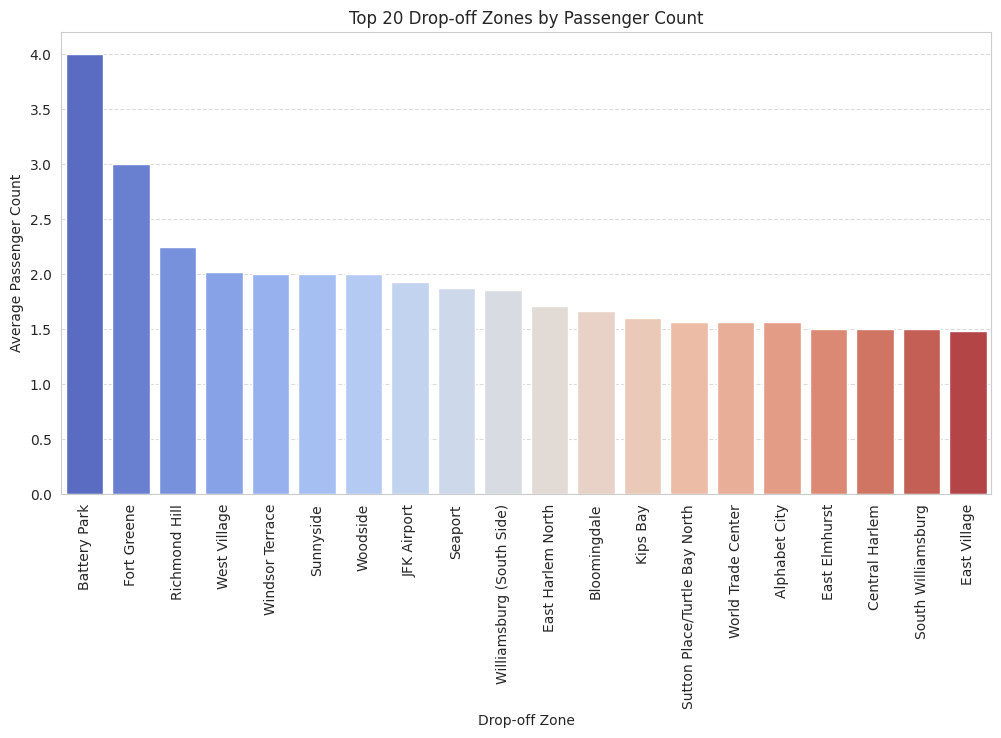 Top 20 Drop-off Zones by Passenger Count
Average Passenger Count
4.0
3.5
3.0
2.5
2.0
1.5
1.0
0.5
0.0
Battery Park
Fort Greene
Richmond Hill
West Village
Windsor Terrace
Sunnyside
Woodside
JFK Airport
Seaport
Williamsburg (South Side)
East Harlem North
Bloomingdale
Kips Bay
Sutton Place/Turtle Bay North
World Trade Center
Alphabet City
East Elmhurst
Central Harlem
South Williamsburg
East Village
Drop-off Zone